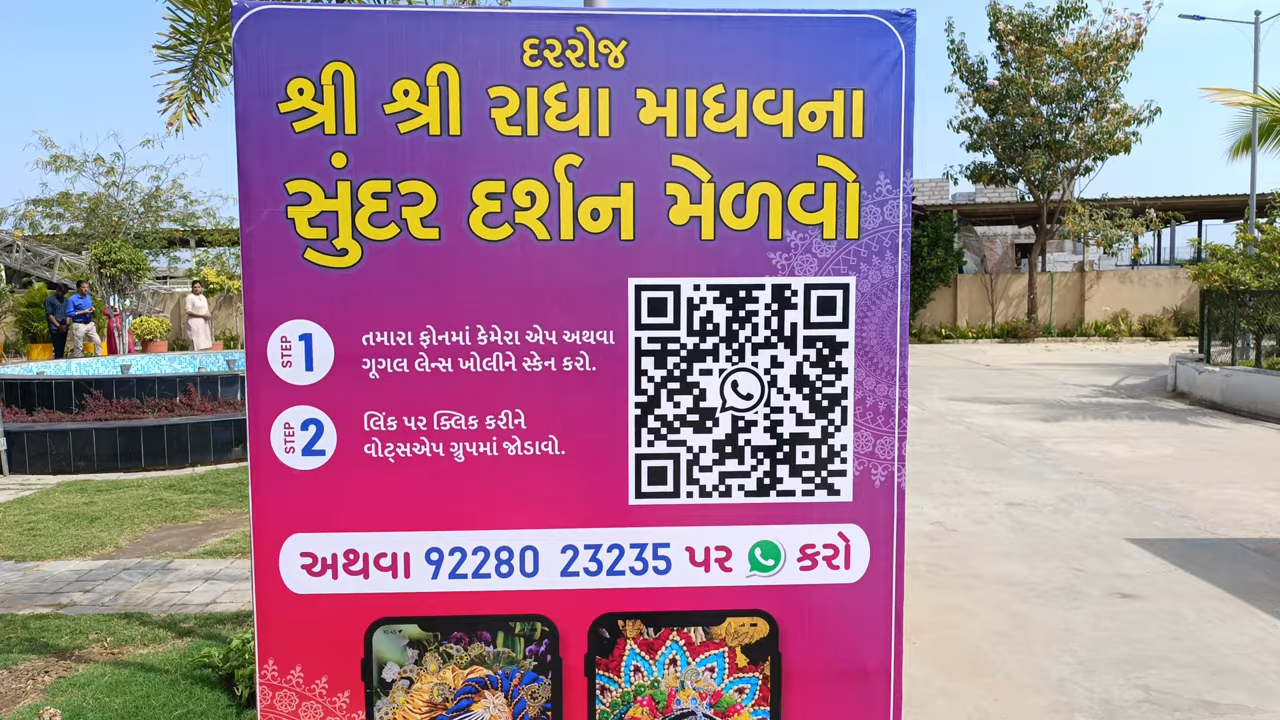 દરરોજ
શ્રી શ્રી રાધા માધવના
સુંદર દર્શન મેળવો
STEP 1
તમારા ફોનમાં કેમેરા એપ અથવા
ગૂગલ લેન્સ ખોલીને સ્કેન કરો.
STEP 2
લિંક પર ક્લિક કરીને
વોટ્સએપ ગ્રુપમાં જોડાવો.
અથવા 92280 23235 પર કરો